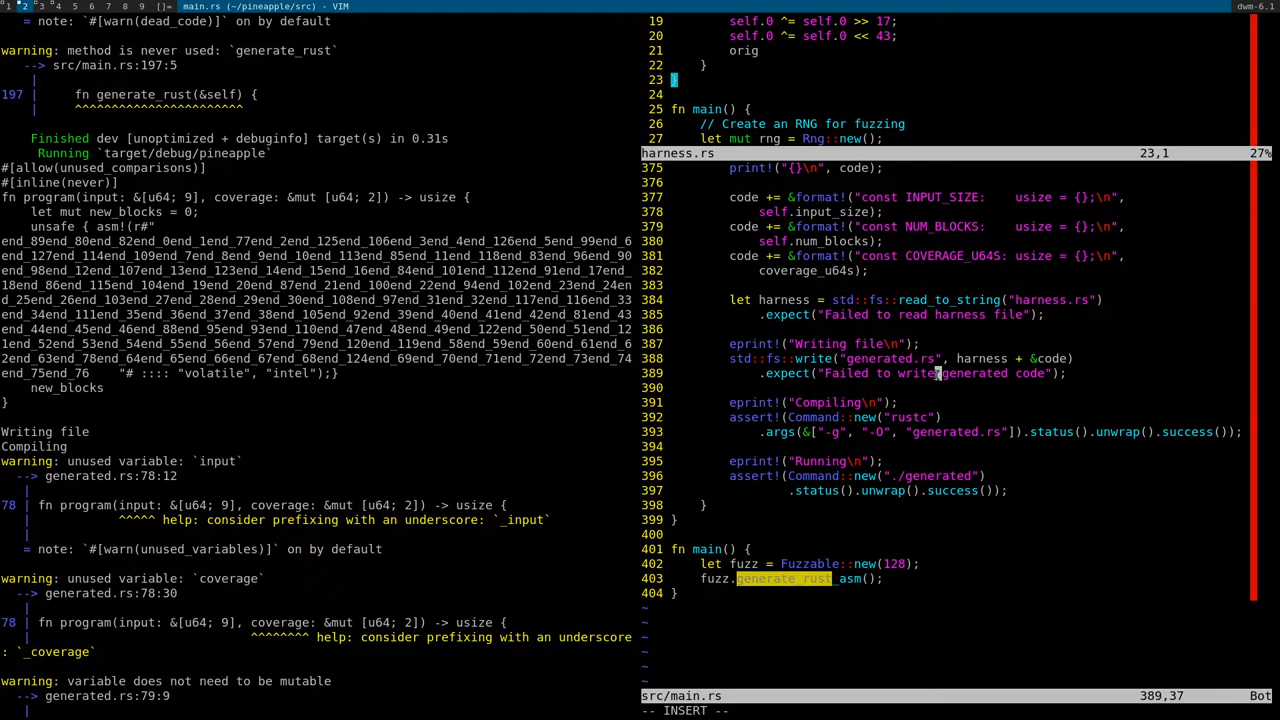 1 2 3 4 5 6 7 8 9 []= main.rs (~/pineapple/src) - VIM dwm-6.1
= note: `#[warn(dead_code)]` on by default
warning: method is never used: `generate_rust`
--> src/main.rs:197:5
|
197 | fn generate_rust(&self) {
| ^^^^^^^^^^^^^^^^^^^^^^^
Finished dev [unoptimized + debuginfo] target(s) in 0.31s
Running `target/debug/pineapple`
#[allow(unused_comparisons)]
#[inline(never)]
fn program(input: &[u64; 9], coverage: &mut [u64; 2]) -> usize {
let mut new_blocks = 0;
unsafe { asm!(r#"
end_89end_80end_82end_0end_1end_77end_2end_125end_106end_3end_4end_126end_5end_99end_6
end_127end_114end_109end_7end_8end_9end_10end_113end_85end_11end_118end_83end_96end_90
end_98end_12end_107end_13end_123end_14end_15end_16end_84end_101end_112end_91end_17end_
18end_86end_115end_104end_19end_20end_87end_21end_100end_22end_94end_102end_23end_24en
d_25end_26end_103end_27end_28end_29end_30end_108end_97end_31end_32end_117end_116end_33
end_34end_111end_35end_36end_37end_38end_105end_92end_39end_40end_41end_42end_81end_43
end_44end_45end_46end_88end_95end_93end_110end_47end_48end_49end_122end_50end_51end_12
1end_52end_53end_54end_55end_56end_57end_79end_120end_119end_58end_59end_60end_61end_6
2end_63end_78end_64end_65end_66end_67end_68end_124end_69end_70end_71end_72end_73end_74
end_75end_76 "# :::: "volatile", "intel");}
new_blocks
}
Writing file
Compiling
warning: unused variable: `input`
--> generated.rs:78:12
|
78 | fn program(input: &[u64; 9], coverage: &mut [u64; 2]) -> usize {
| ^^^^^ help: consider prefixing with an underscore: `_input`
|
= note: `#[warn(unused_variables)]` on by default
warning: unused variable: `coverage`
--> generated.rs:78:30
|
78 | fn program(input: &[u64; 9], coverage: &mut [u64; 2]) -> usize {
| ^^^^^^^^ help: consider prefixing with an underscore
: `_coverage`
warning: variable does not need to be mutable
--> generated.rs:79:9
|
19 self.0 ^= self.0 >> 17;
20 self.0 ^= self.0 << 43;
21 orig
22 }
23 }
24
25 fn main() {
26 // Create an RNG for fuzzing
27 let mut rng = Rng::new();
harness.rs 23,1 27%
375 print!("{}\n", code);
376
377 code += &format!("const INPUT_SIZE: usize = {};\n",
378 self.input_size);
379 code += &format!("const NUM_BLOCKS: usize = {};\n",
380 self.num_blocks);
381 code += &format!("const COVERAGE_U64S: usize = {};\n",
382 coverage_u64s);
383
384 let harness = std::fs::read_to_string("harness.rs")
385 .expect("Failed to read harness file");
386
387 eprint!("Writing file\n");
388 std::fs::write("generated.rs", harness + &code)
389 .expect("Failed to write generated code");
390
391 eprint!("Compiling\n");
392 assert!(Command::new("rustc")
393 .args(&["-g", "-O", "generated.rs"]).status().unwrap().success());
394
395 eprint!("Running\n");
396 assert!(Command::new("./generated")
397 .status().unwrap().success());
398 }
399 }
400
401 fn main() {
402 let fuzz = Fuzzable::new(128);
403 fuzz.generate_rust_asm();
404 }
~
~
~
~
~
~
src/main.rs 389,37 Bot
-- INSERT --